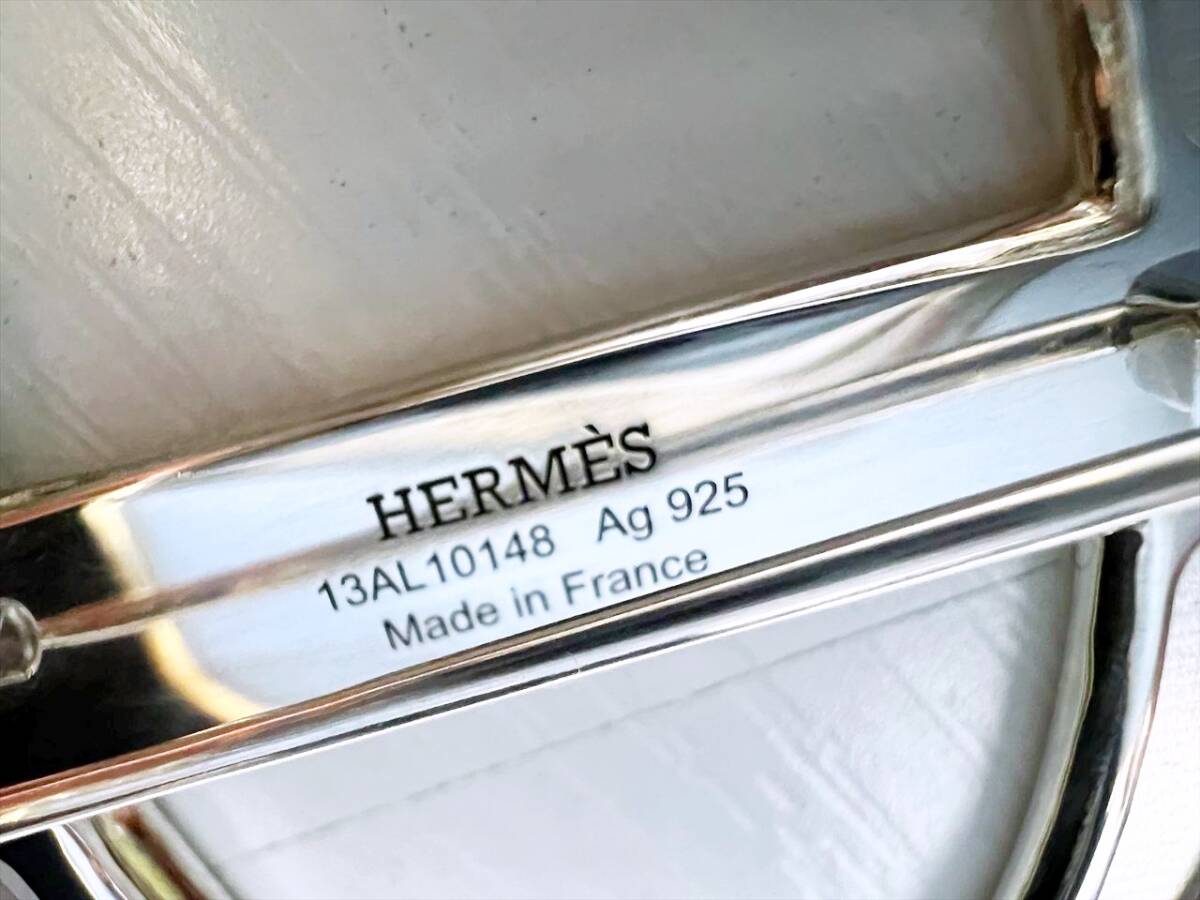 HERMÈS
13AL10148 Ag 925
Made in France